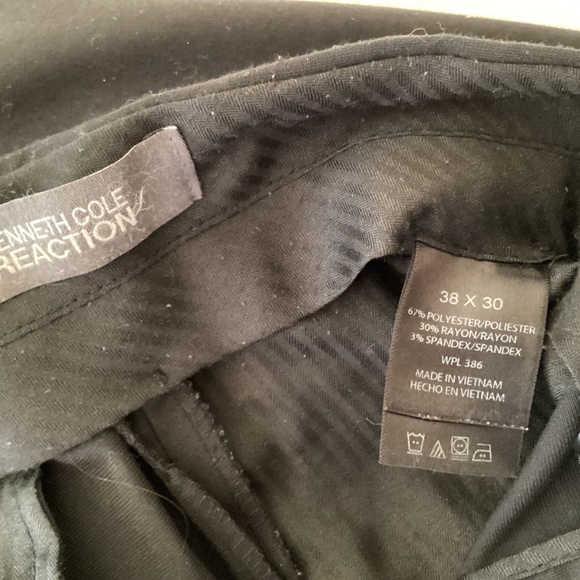 ENNETH COLE
REACTION
38 X 30
67% POLYESTER/POLIESTER
30% RAYON/RAYON
3% SPANDEX/SPANDEX
WPL 386
MADE IN VIETNAM
HECHO EN VIETNAM